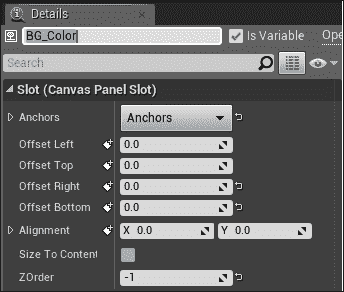 Details
BG_Color
Is Variable
Ope
Search
Slot (Canvas Panel Slot)
Anchors Anchors
Offset Left 0.0
Offset Top 0.0
Offset Right 0.0
Offset Bottom 0.0
Alignment X 0.0 Y 0.0
Size To Content
ZOrder -1